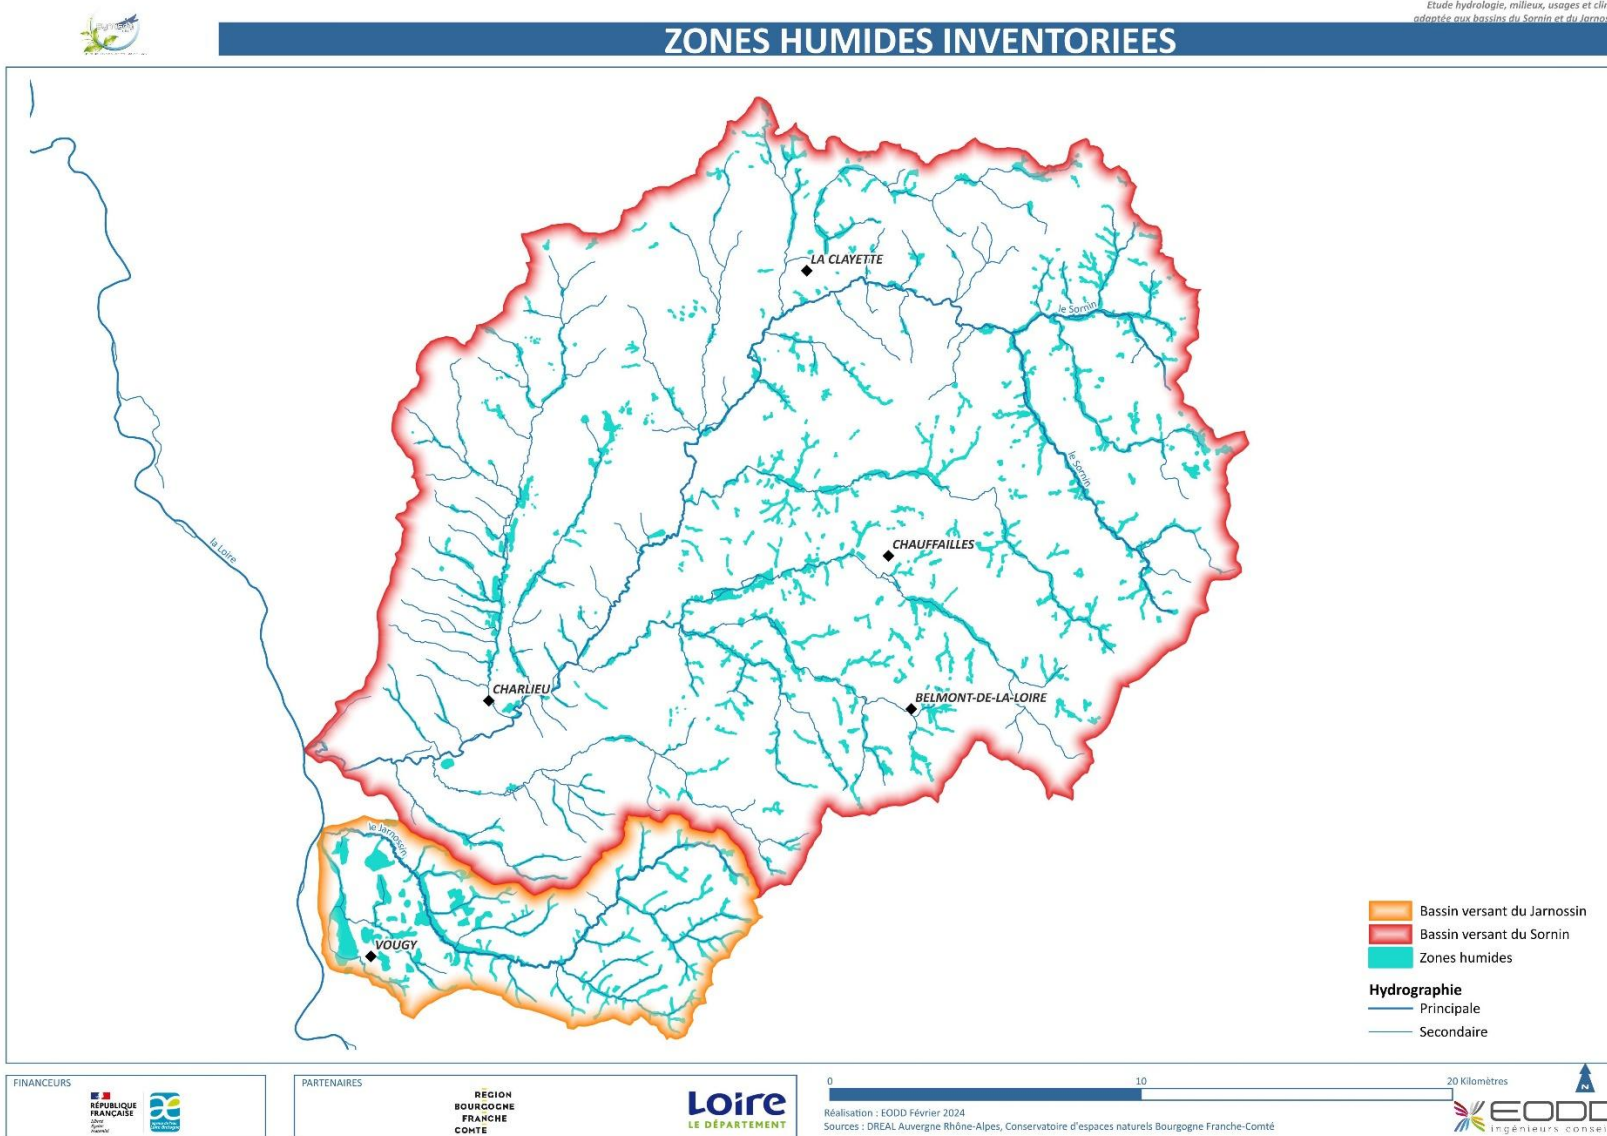 Etude hydrologie, milieux, usages et cli
adaptée aux bassins du Sornin et du Jarnos
ZONES HUMIDES INVENTORIEES
LA CLAYETTE
le Sornin
le Sornin
la Loire
CHAUFFAILLES
CHARLIEU
BELMONT-DE-LA-LOIRE
le Jarnossin
VOUGY
Bassin versant du Jarnossin
Bassin versant du Sornin
Zones humides
Hydrographie
Principale
Secondaire
FINANCEURS
RÉPUBLIQUE
FRANÇAISE
Liberté
Égalité
Fraternité
PARTENAIRES
REGION
BOURGOGNE
FRANCHE
COMTE
Loire
LE DÉPARTEMENT
0 10 20 Kilomètres
Réalisation : EODD Février 2024
Sources : DREAL Auvergne Rhône-Alpes, Conservatoire d'espaces naturels Bourgogne Franche-Comté
N
EODD
ingénieurs consei